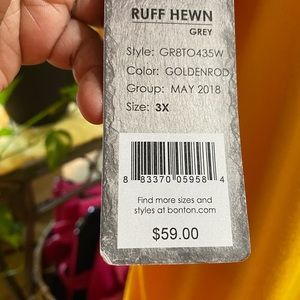 RUFF HEWN
GREY
Style: GR8TO435W
Color: GOLDENROD
Group: MAY 2018
Size: 3X
8 83370 05958 4
Find more sizes and
styles at bonton.com
$59.00